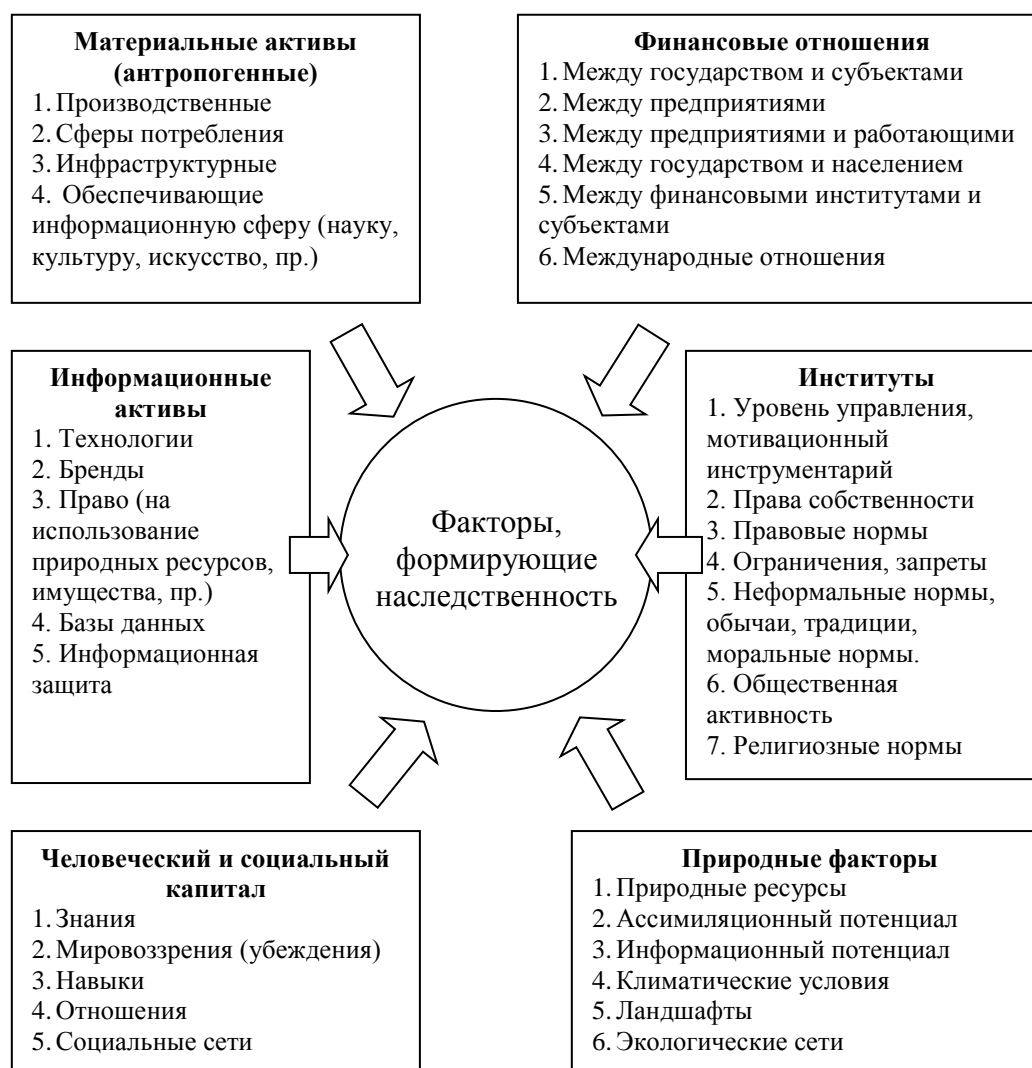 Материальные активы
(антропогенные)
1. Производственные
2. Сферы потребления
3. Инфраструктурные
4. Обеспечивающие
информационную сферу (науку,
культуру, искусство, пр.)
Финансовые отношения
1. Между государством и субъектами
2. Между предприятиями
3. Между предприятиями и работающими
4. Между государством и населением
5. Между финансовыми институтами и
субъектами
6. Международные отношения
Информационные
активы
1. Технологии
2. Бренды
3. Право (на
использование
природных ресурсов,
имущества, пр.)
4. Базы данных
5. Информационная
защита
Факторы,
формирующие
наследственность
Институты
1. Уровень управления,
мотивационный
инструментарий
2. Права собственности
3. Правовые нормы
4. Ограничения, запреты
5. Неформальные нормы,
обычаи, традиции,
моральные нормы.
6. Общественная
активность
7. Религиозные нормы
Человеческий и социальный
капитал
1. Знания
2. Мировоззрения (убеждения)
3. Навыки
4. Отношения
5. Социальные сети
Природные факторы
1. Природные ресурсы
2. Ассимиляционный потенциал
3. Информационный потенциал
4. Климатические условия
5. Ландшафты
6. Экологические сети